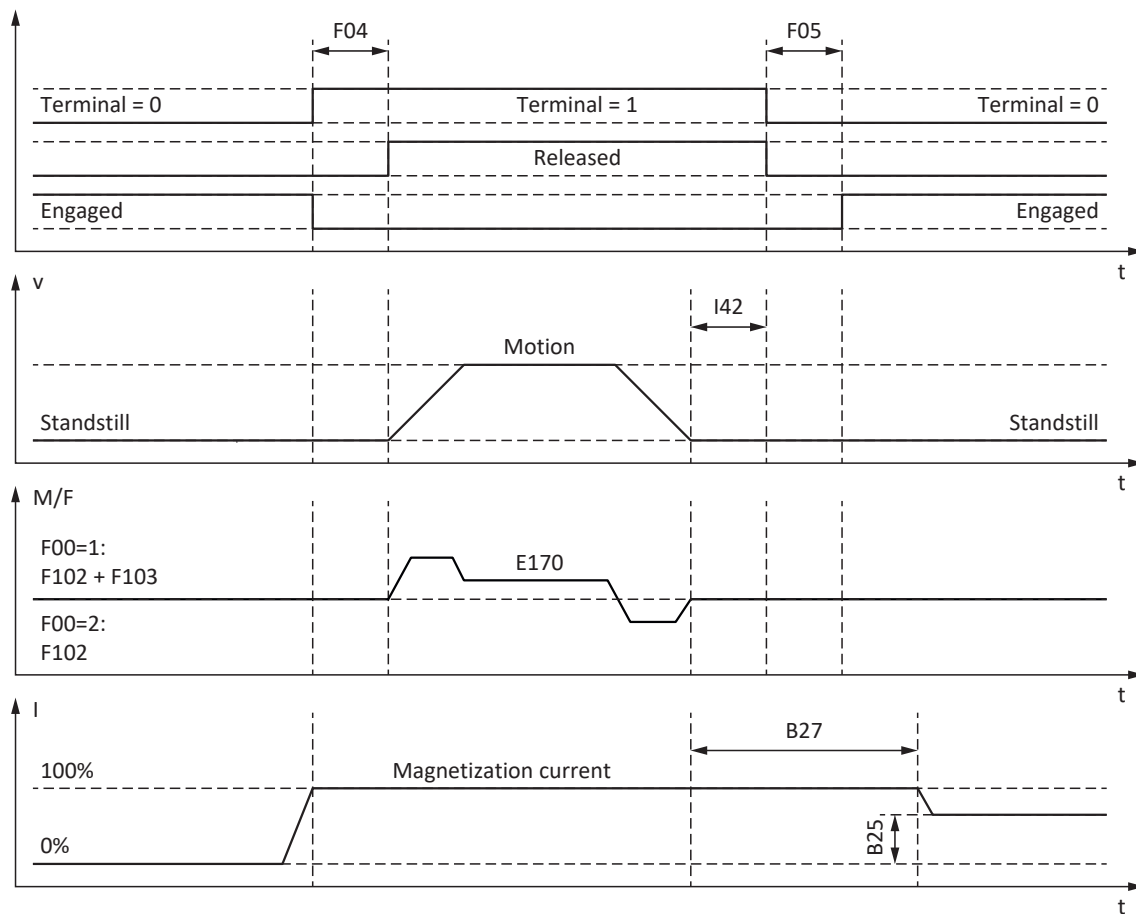 F04
F05
Terminal = 0
Terminal = 1
Terminal = 0
Released
Engaged
Engaged
t
v
I42
Motion
Standstill
Standstill
t
M/F
F00=1:
F102 + F103
E170
F00=2:
F102
t
I
B27
100%
Magnetization current
B25
0%
t